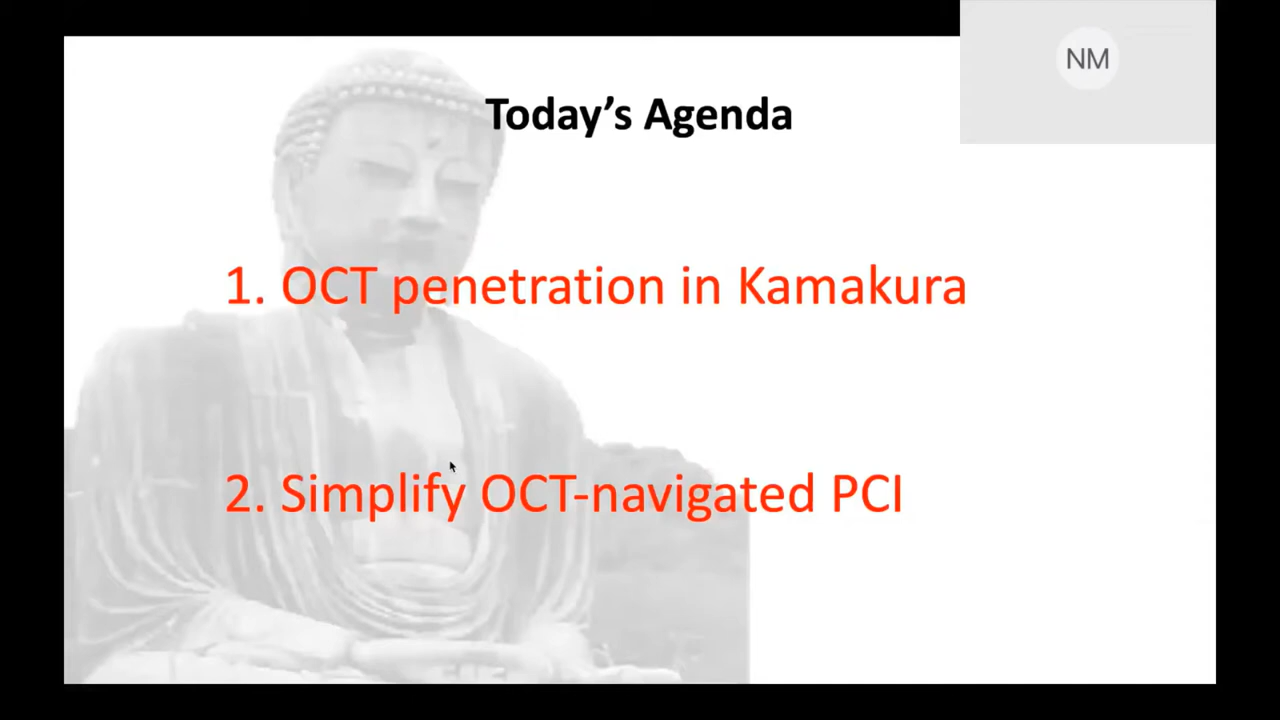 NM
Today’s Agenda
1. OCT penetration in Kamakura
2. Simplify OCT-navigated PCI